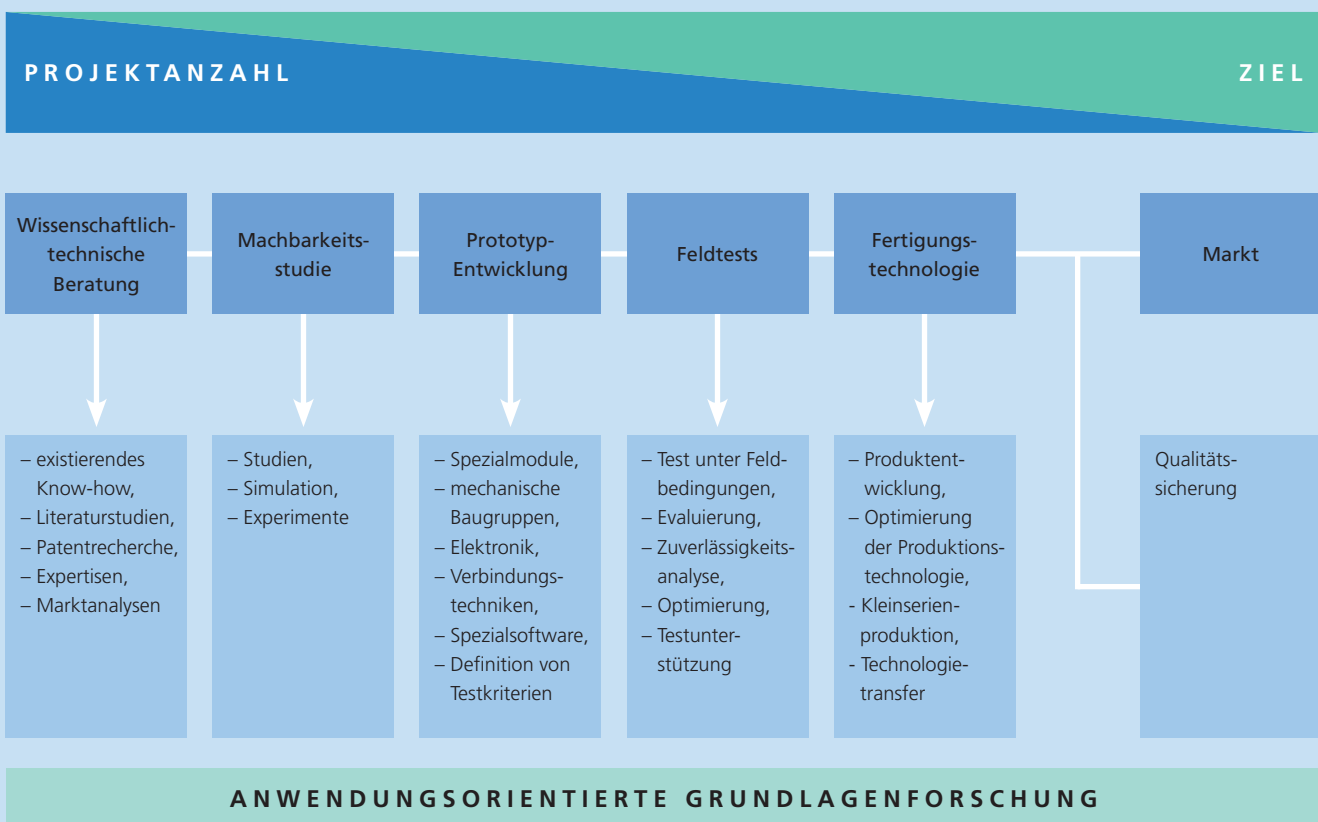 PROJEKTANZAHL
ZIEL
Wissenschaftlich-
technische
Beratung
Machbarkeits-
studie
Prototyp-
Entwicklung
Feldtests
Fertigungs-
technologie
Markt
– existierendes
Know-how,
– Literaturstudien,
– Patentrecherche,
– Expertisen,
– Marktanalysen
– Studien,
– Simulation,
– Experimente
– Spezialmodule,
– mechanische
Baugruppen,
– Elektronik,
– Verbindungs-
techniken,
– Spezialsoftware,
– Definition von
Testkriterien
– Test unter Feld-
bedingungen,
– Evaluierung,
– Zuverlässigkeits-
analyse,
– Optimierung,
– Testunter-
stützung
– Produktent-
wicklung,
– Optimierung
der Produktions-
technologie,
- Kleinserien-
produktion,
- Technologie-
transfer
Qualitäts-
sicherung
ANWENDUNGSORIENTIERTE GRUNDLAGENFORSCHUNG